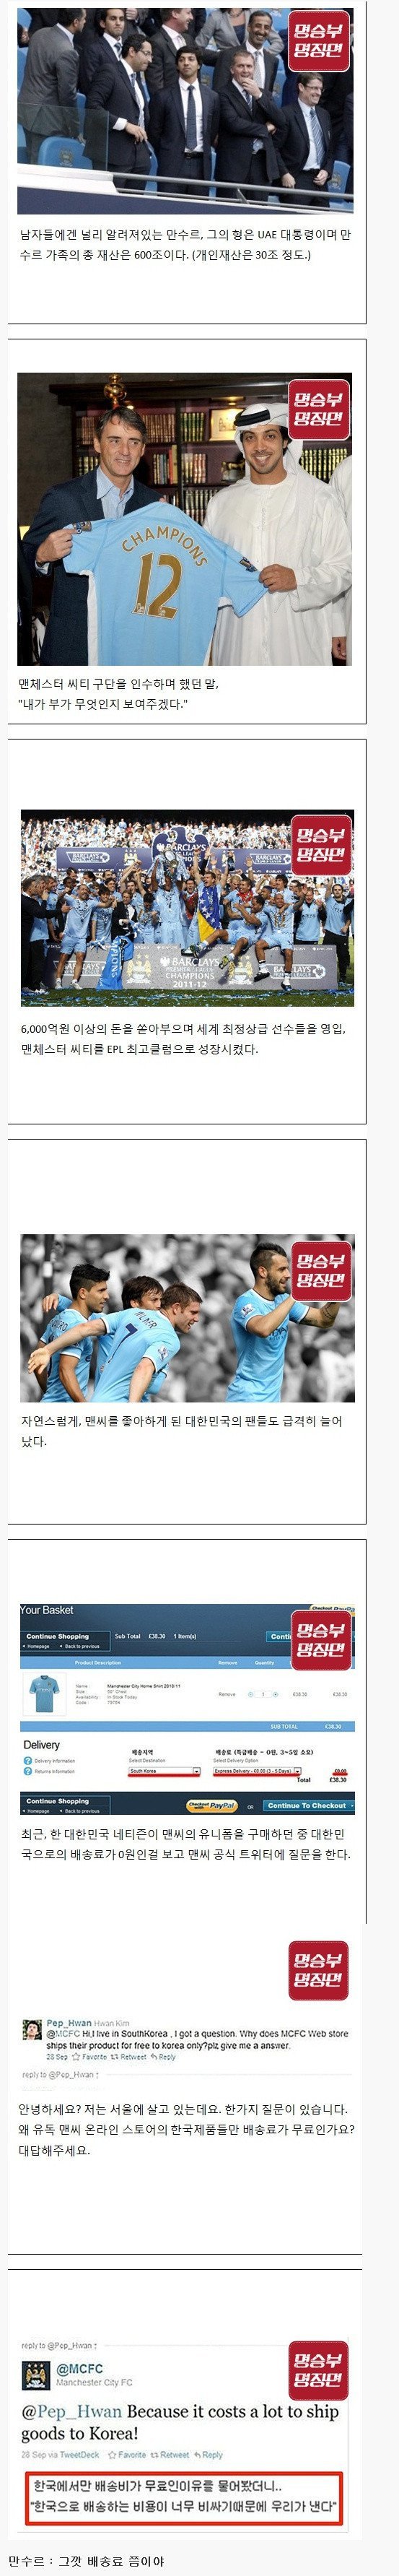 명승부
명장면
남자들에겐 널리 알려져있는 만수르, 그의 형은 UAE 대통령이며 만
수르 가족의 총 재산은 600조이다. (개인재산은 30조 정도.)
명승부
명장면
CHAMPIONS
12
맨체스터 씨티 구단을 인수하며 했던 말,
"내가 부가 무엇인지 보여주겠다."
명승부
명장면
BARCLAYS
BARCLAYS
PREMIER LEAGUE
CHAMPIONS
2011-12
6,000억원 이상의 돈을 쏟아부으며 세계 최정상급 선수들을 영입,
맨체스터 씨티를 EPL 최고클럽으로 성장시켰다.
명승부
명장면
MILNER
자연스럽게, 맨씨를 좋아하게 된 대한민국의 팬들도 급격히 늘어
났다.
Your Basket
명승부
명장면
Continue Shopping Sub Total £38.30 1 Item(s)
Homepage Back to previous
Product Description Remove Quantity
Name : Manchester City Home Shirt 2010/11
Size :
Availability : In Stock Today
Code :
Remove 1 £38.30 £38.30
SUB TOTAL £38.30
Delivery
배송지역 배송요료 (특급배송 - 0원, 3~5일 소요)
Delivery Information Select Destination Select Delivery Option
Returns Information South Korea Express Delivery - £0.00 (3 - 5 Days) £0.00
Total £38.30
Continue Shopping PayPal OR Continue To Checkout
Homepage Back to previous
최근, 한 대한민국 네티즌이 맨씨의 유니폼을 구매하던 중 대한민
국으로의 배송료가 0원인걸 보고 맨씨 공식 트위터에 질문을 한다.
명승부
명장면
Pep_Hwan Hwan Kim
@MCFC Hi,I live in SouthKorea , I got a question. Why does MCFC Web store
ships their product for free to korea only?plz give me a answer.
28 Sep Favorite Retweet Reply
reply to @Pep_Hwan
안녕하세요? 저는 서울에 살고 있는데요. 한가지 질문이 있습니다.
왜 유독 맨씨 온라인 스토어의 한국제품들만 배송료가 무료인가요?
대답해주세요.
reply to @Pep_Hwan
명승부
명장면
@MCFC
Manchester City FC
@Pep_Hwan Because it costs a lot to ship
goods to Korea!
28 Sep via TweetDeck Favorite Retweet Reply
한국에서만 배송비가 무료인이유를 물어봤더니..
"한국으로 배송하는 비용이 너무 비싸기때문에 우리가 낸다"
만수르 : 그깟 배송료 쯤이야